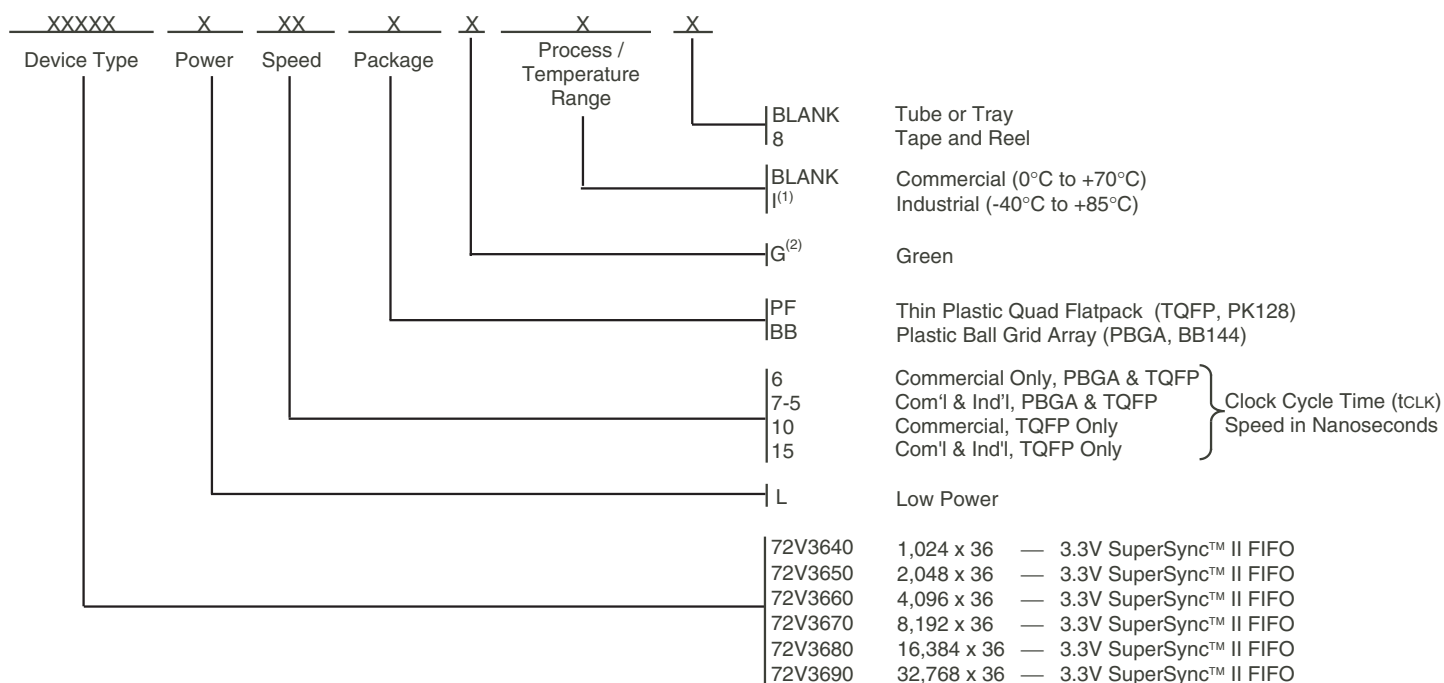 XXXXX X XX X X X X
Device Type Power Speed Package Process /
Temperature
Range
BLANK Tube or Tray
8 Tape and Reel
BLANK Commercial (0°C to +70°C)
I(1) Industrial (-40°C to +85°C)
G(2) Green
PF Thin Plastic Quad Flatpack (TQFP, PK128)
BB Plastic Ball Grid Array (PBGA, BB144)
6 Commercial Only, PBGA & TQFP
7-5 Com‘l & Ind’l, PBGA & TQFP
10 Commercial, TQFP Only
15 Com'l & Ind'l, TQFP Only
Clock Cycle Time (tCLK)
Speed in Nanoseconds
L Low Power
72V3640 1,024 x 36 — 3.3V SuperSync™ II FIFO
72V3650 2,048 x 36 — 3.3V SuperSync™ II FIFO
72V3660 4,096 x 36 — 3.3V SuperSync™ II FIFO
72V3670 8,192 x 36 — 3.3V SuperSync™ II FIFO
72V3680 16,384 x 36 — 3.3V SuperSync™ II FIFO
72V3690 32,768 x 36 — 3.3V SuperSync™ II FIFO